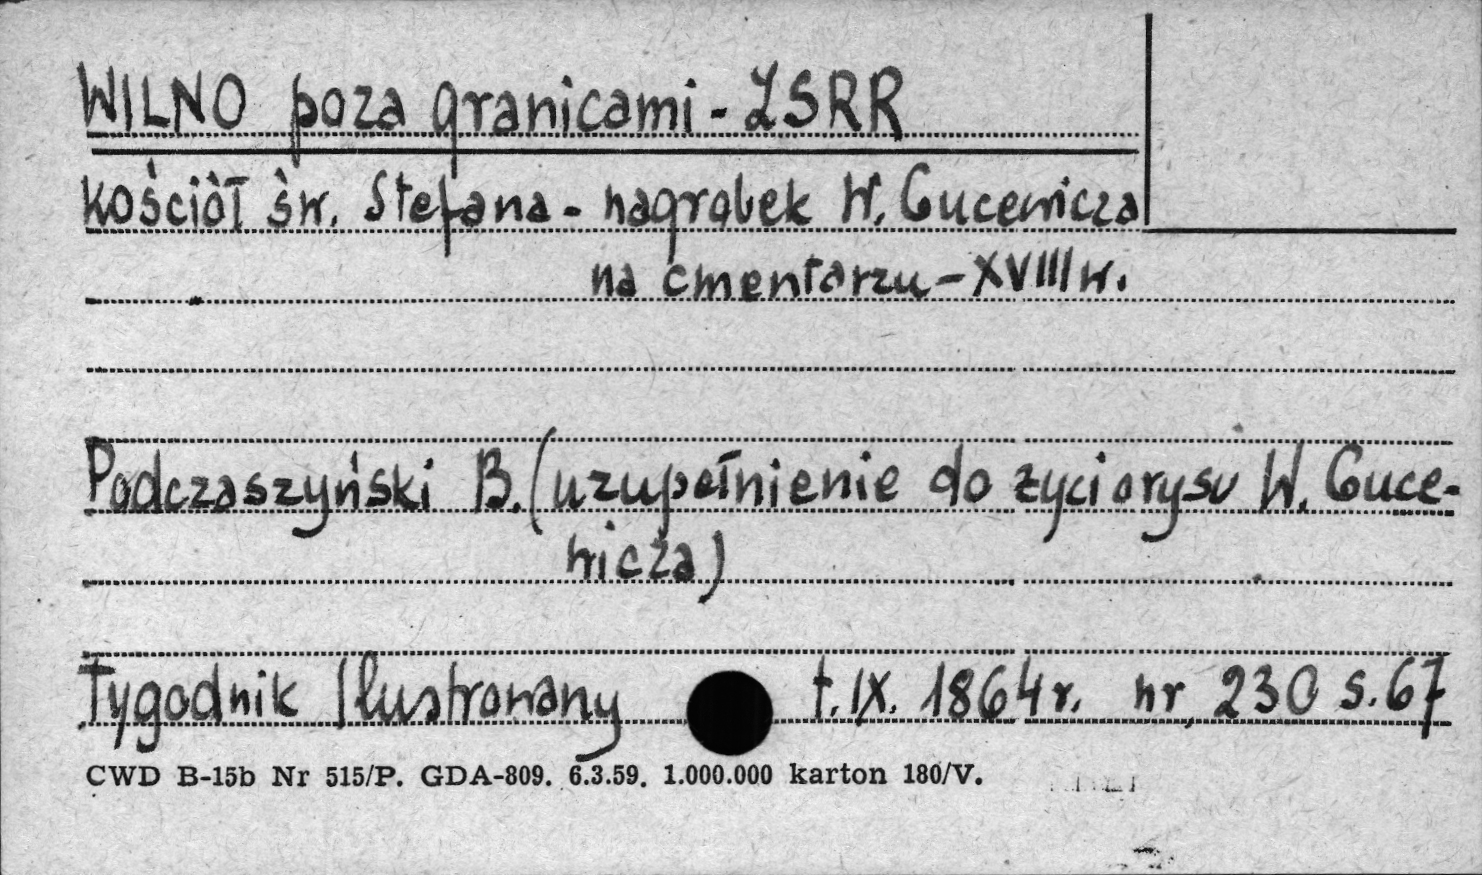 WILNO poza granicami - ZSRR
kościół św. Stefana - nagrobek W. Gucewicza
na cmentarzu - XVIII w.
Podczaszyński B. (uzupełnienie do życiorysu W. Guce-
wicza)
Tygodnik Ilustrowany t. IX. 1864 r. nr, 230 s. 67
CWD B-15b Nr 515/P. GDA-809. 6.3.59. 1.000.000 karton 180/V.